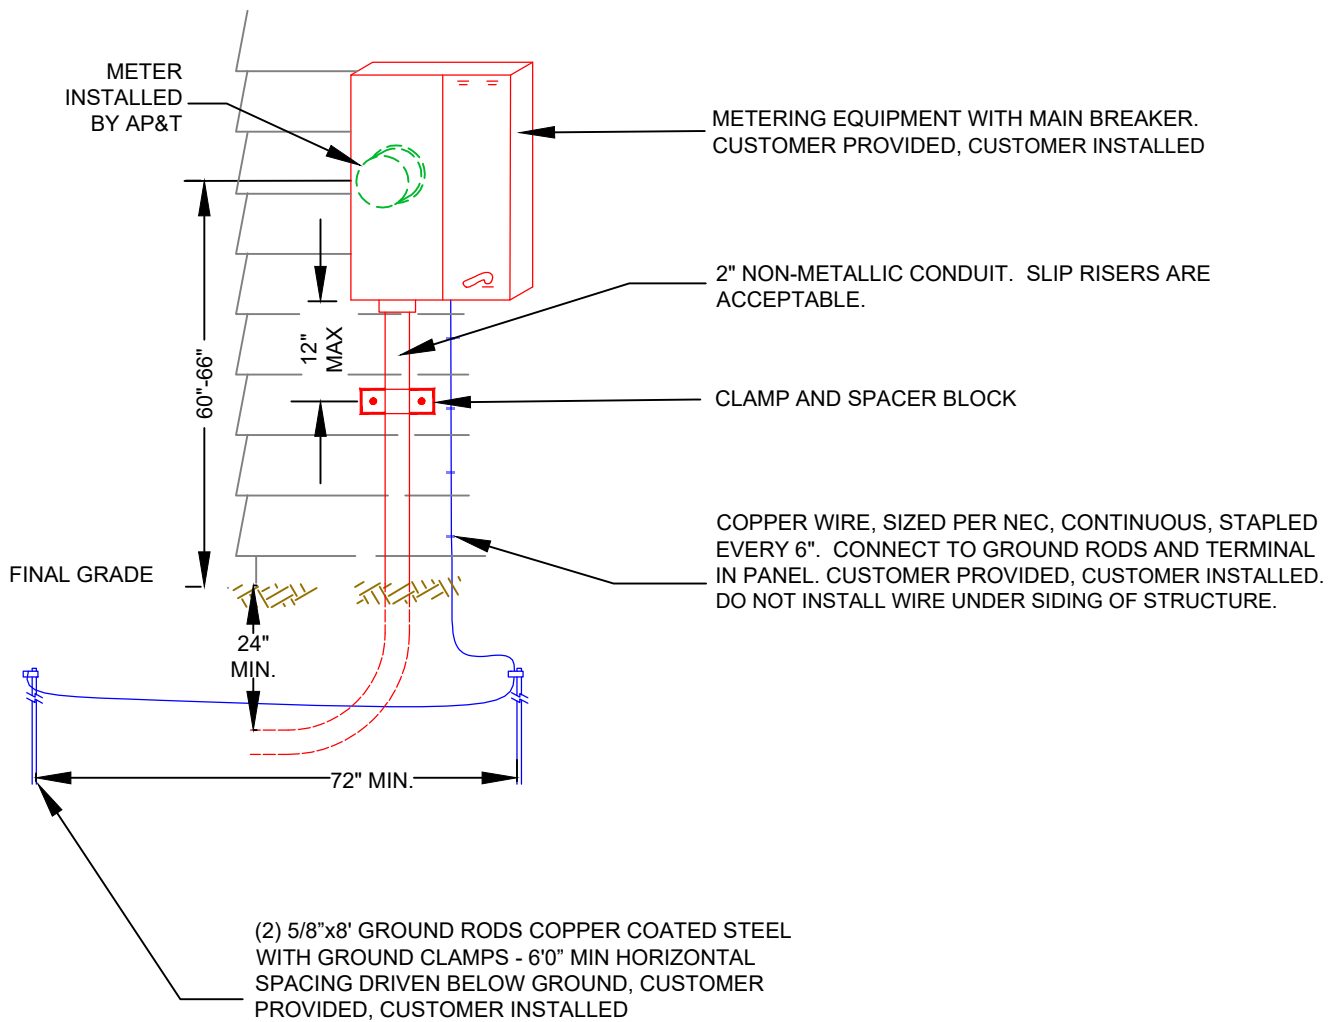 METER
INSTALLED
BY AP&T
METERING EQUIPMENT WITH MAIN BREAKER.
CUSTOMER PROVIDED, CUSTOMER INSTALLED
2" NON-METALLIC CONDUIT.  SLIP RISERS ARE
ACCEPTABLE.
12"
MAX
60"-66"
CLAMP AND SPACER BLOCK
COPPER WIRE, SIZED PER NEC, CONTINUOUS, STAPLED
EVERY 6".  CONNECT TO GROUND RODS AND TERMINAL
IN PANEL. CUSTOMER PROVIDED, CUSTOMER INSTALLED.
DO NOT INSTALL WIRE UNDER SIDING OF STRUCTURE.
FINAL GRADE
24"
MIN.
72" MIN.
(2) 5/8"x8' GROUND RODS COPPER COATED STEEL
WITH GROUND CLAMPS - 6'0" MIN HORIZONTAL
SPACING DRIVEN BELOW GROUND, CUSTOMER
PROVIDED, CUSTOMER INSTALLED